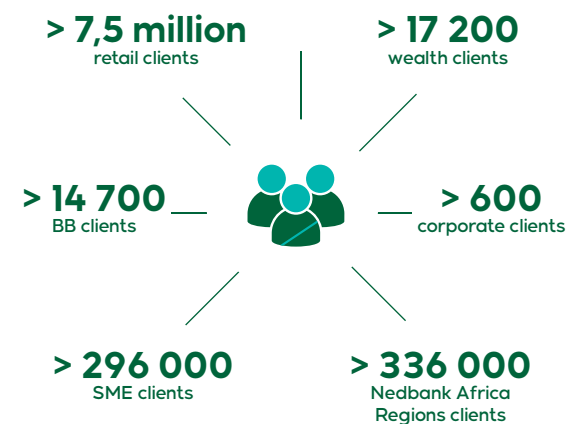 > 7,5 million
retail clients
> 17 200
wealth clients
> 14 700
BB clients
> 600
corporate clients
> 296 000
SME clients
> 336 000
Nedbank Africa
Regions clients